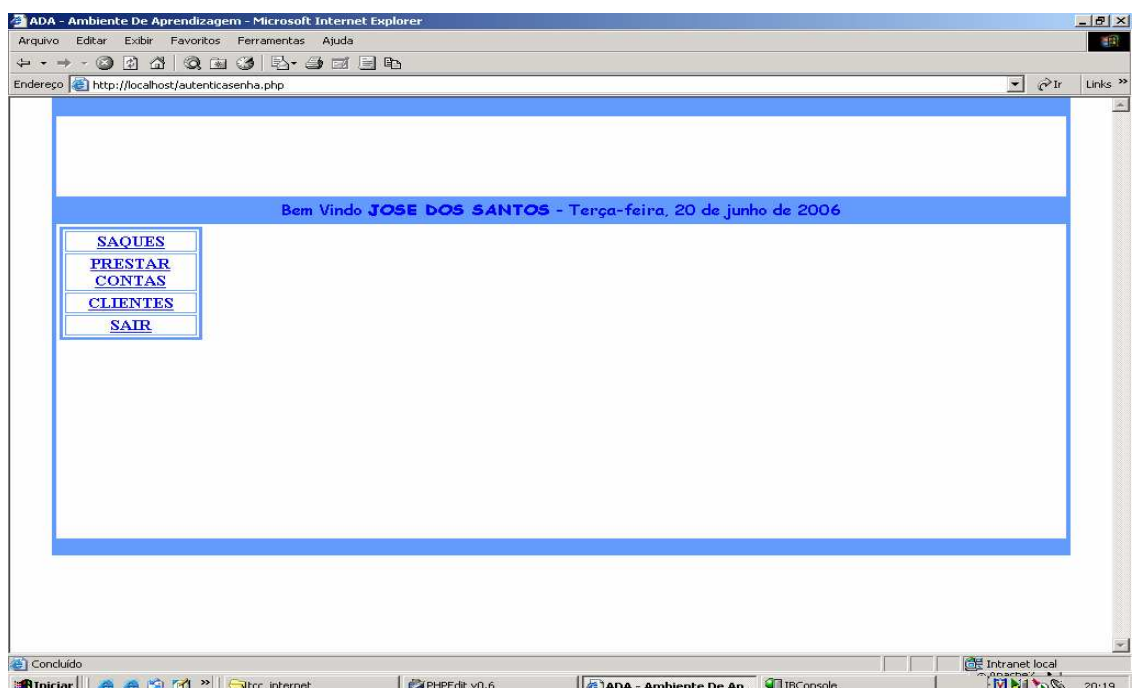 ADA - Ambiente De Aprendizagem - Microsoft Internet Explorer
Arquivo Editar Exibir Favoritos Ferramentas Ajuda
Endereço http://localhost/autenticasenha.php Ir Links »
Bem Vindo JOSE DOS SANTOS - Terça-feira, 20 de junho de 2006
SAQUES
PRESTAR
CONTAS
CLIENTES
SAIR
Concluído Intranet local
Iniciar » internet PHPEdit v0.6 ADA - Ambiente De Ap IBConsole 20:19